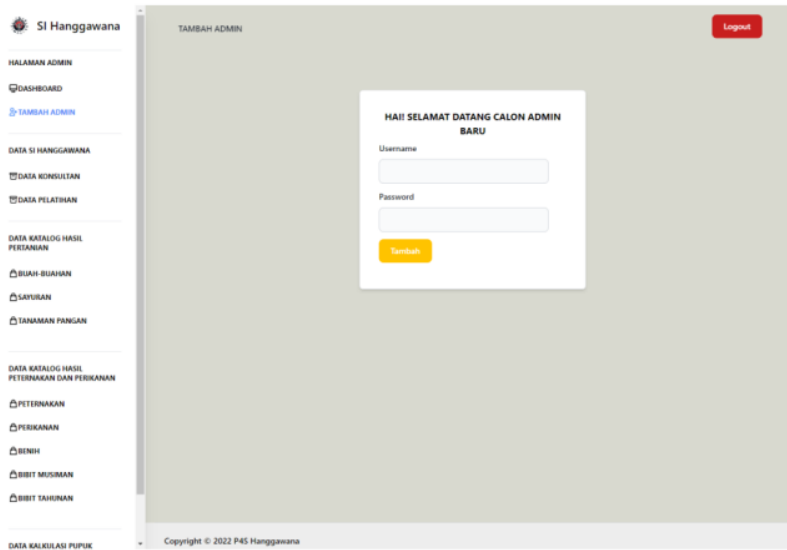 SI Hanggawana
HALAMAN ADMIN
DASHBOARD
TAMBAH ADMIN
DATA SI HANGGAWANA
DATA KONSULTAN
DATA PELATIHAN
DATA KATALOG HASIL
PERTANIAN
BUAH-BUAHAN
SAYURAN
TANAMAN PANGAN
DATA KATALOG HASIL
PETERNAKAN DAN PERIKANAN
PETERNAKAN
PERIKANAN
BENIH
BIBIT MUSIMAN
BIBIT TAHUNAN
DATA KALKULASI PUPUK
TAMBAH ADMIN
Logout
HAI! SELAMAT DATANG CALON ADMIN
BARU
Username
Password
Tambah
Copyright © 2022 P4S Hanggawana